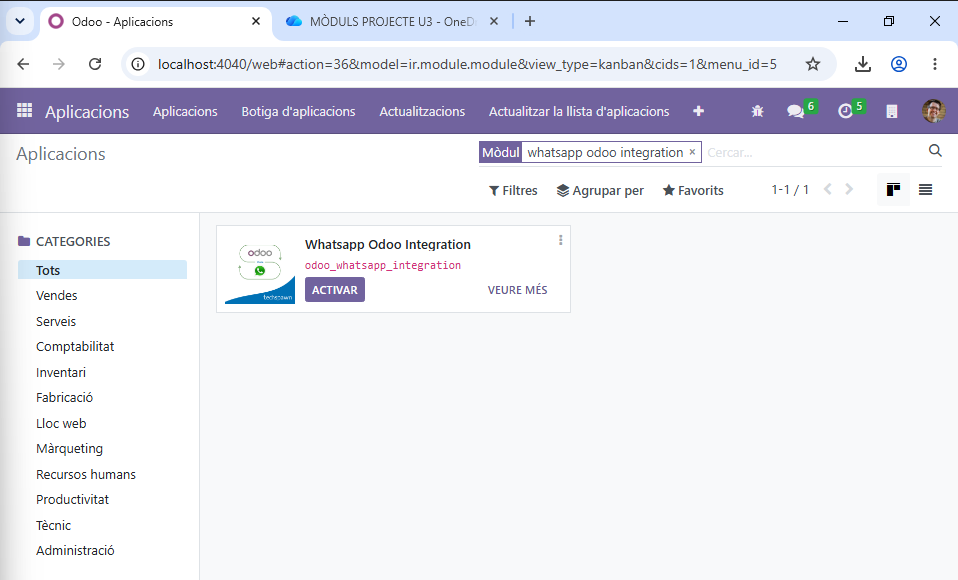 Odoo - Aplicacions
MÒDULS PROJECTE U3 - OneD
localhost:4040/web#action=36&model=ir.module.module&view_type=kanban&cids=1&menu_id=5
Aplicacions Aplicacions Botiga d'aplicacions Actualitzacions Actualitzar la llista d'aplicacions 6 5
Aplicacions
Mòdul whatsapp odoo integration × Cercar...
Filtres Agrupar per Favorits 1-1 / 1
CATEGORIES
Tots
Vendes
Serveis
Comptabilitat
Inventari
Fabricació
Lloc web
Màrqueting
Recursos humans
Productivitat
Tècnic
Administració
odoo
techspawn
Whatsapp Odoo Integration
odoo_whatsapp_integration
ACTIVAR VEURE MÉS